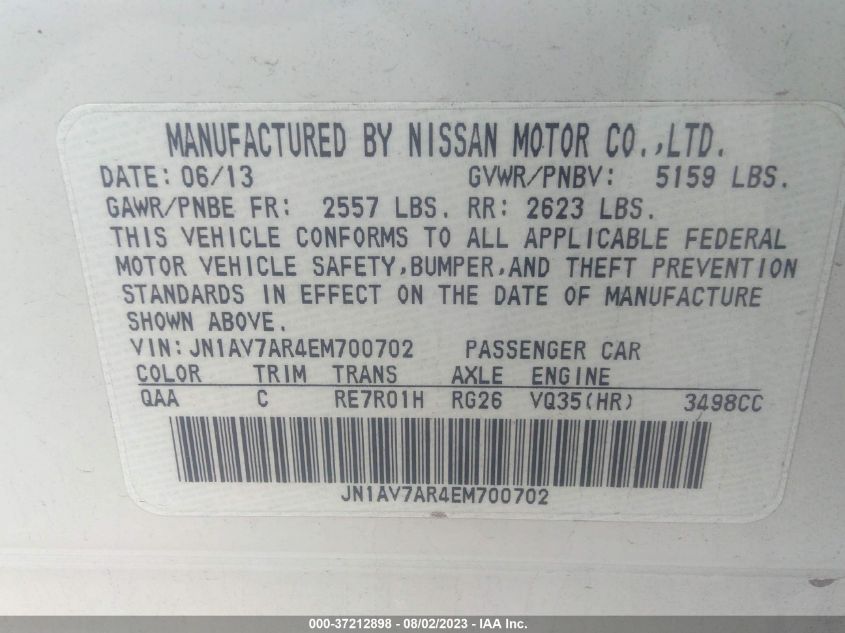 MANUFACTURED BY NISSAN MOTOR CO.,LTD.
DATE: 06/13 GVWR/PNBV: 5159 LBS.
GAWR/PNBE FR: 2557 LBS. RR: 2623 LBS.
THIS VEHICLE CONFORMS TO ALL APPLICABLE FEDERAL
MOTOR VEHICLE SAFETY,BUMPER,AND THEFT PREVENTION
STANDARDS IN EFFECT ON THE DATE OF MANUFACTURE
SHOWN ABOVE.
VIN: JN1AV7AR4EM700702 PASSENGER CAR
COLOR TRIM TRANS AXLE ENGINE
QAA C RE7R01H RG26 VQ35(HR) 3498CC
JN1AV7AR4EM700702
000-37212898 - 08/02/2023 - IAA Inc.